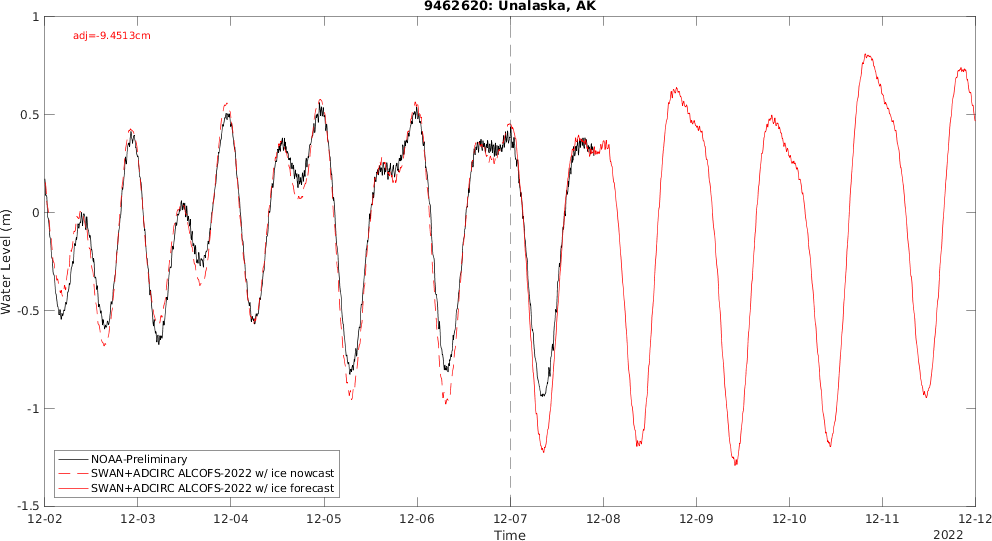 9462620: Unalaska, AK
adj=-9.4513cm
1
0.5
0
-0.5
-1
-1.5
Water Level (m)
NOAA-Preliminary
SWAN+ADCIRC ALCOFS-2022 w/ ice nowcast
SWAN+ADCIRC ALCOFS-2022 w/ ice forecast
12-02 12-03 12-04 12-05 12-06 12-07 12-08 12-09 12-10 12-11 12-12
Time
2022